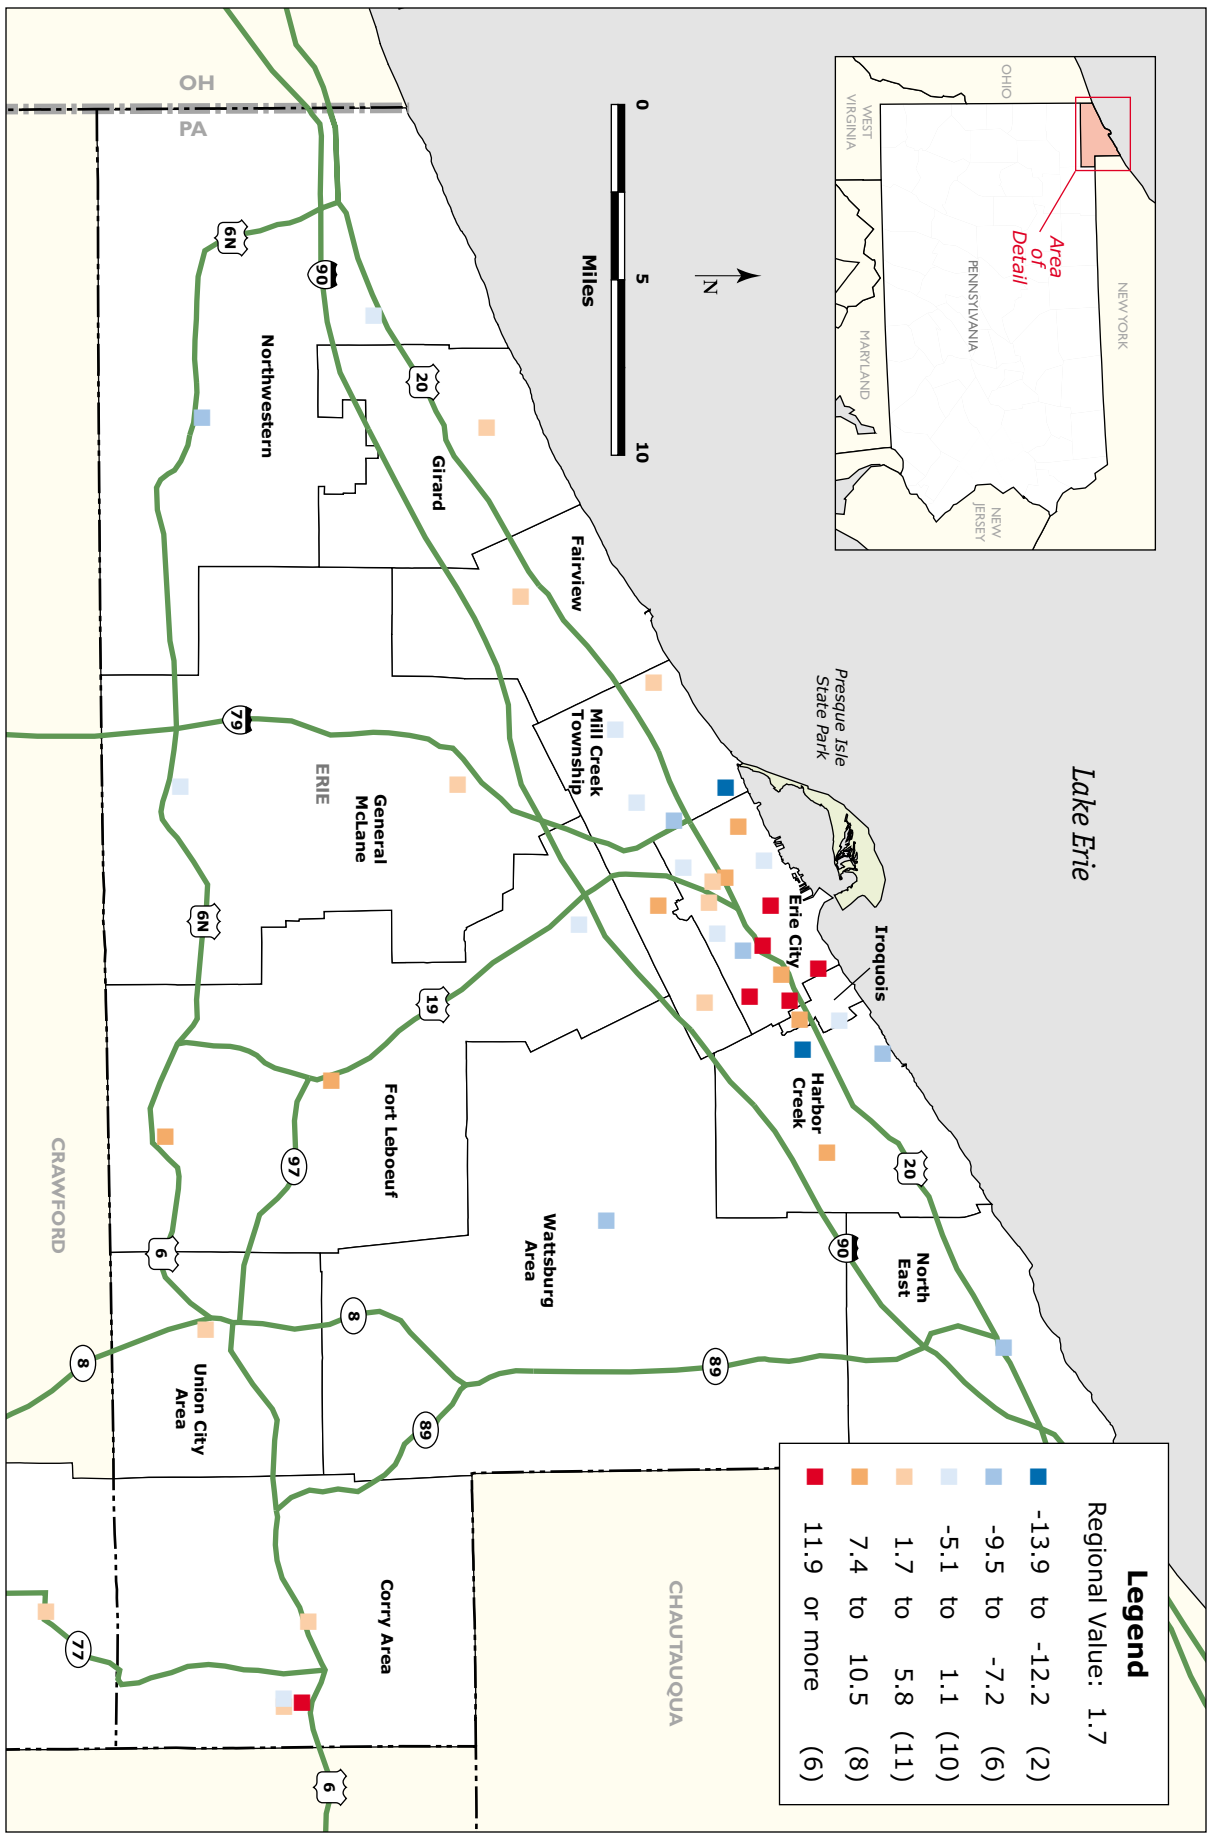 OHIO
WEST
VIRGINIA
MARYLAND
PENNSYLVANIA
NEW YORK
NEW
JERSEY
Area
of
Detail
N
0
5
10
Miles
Lake Erie
Presque Isle
State Park
OH
PA
6N
90
20
Northwestern
Girard
Fairview
Mill Creek
Township
79
ERIE
General
McLane
6N
19
Erie City
Iroquois
Harbor
Creek
20
Fort Leboeuf
97
6
Wattsburg
Area
90
North
East
8
8
89
89
Union City
Area
Corry Area
77
6
CRAWFORD
CHAUTAUQUA
Legend
Regional Value: 1.7
-13.9 to -12.2 (2)
-9.5 to -7.2 (6)
-5.1 to 1.1 (10)
1.7 to 5.8 (11)
7.4 to 10.5 (8)
11.9 or more (6)